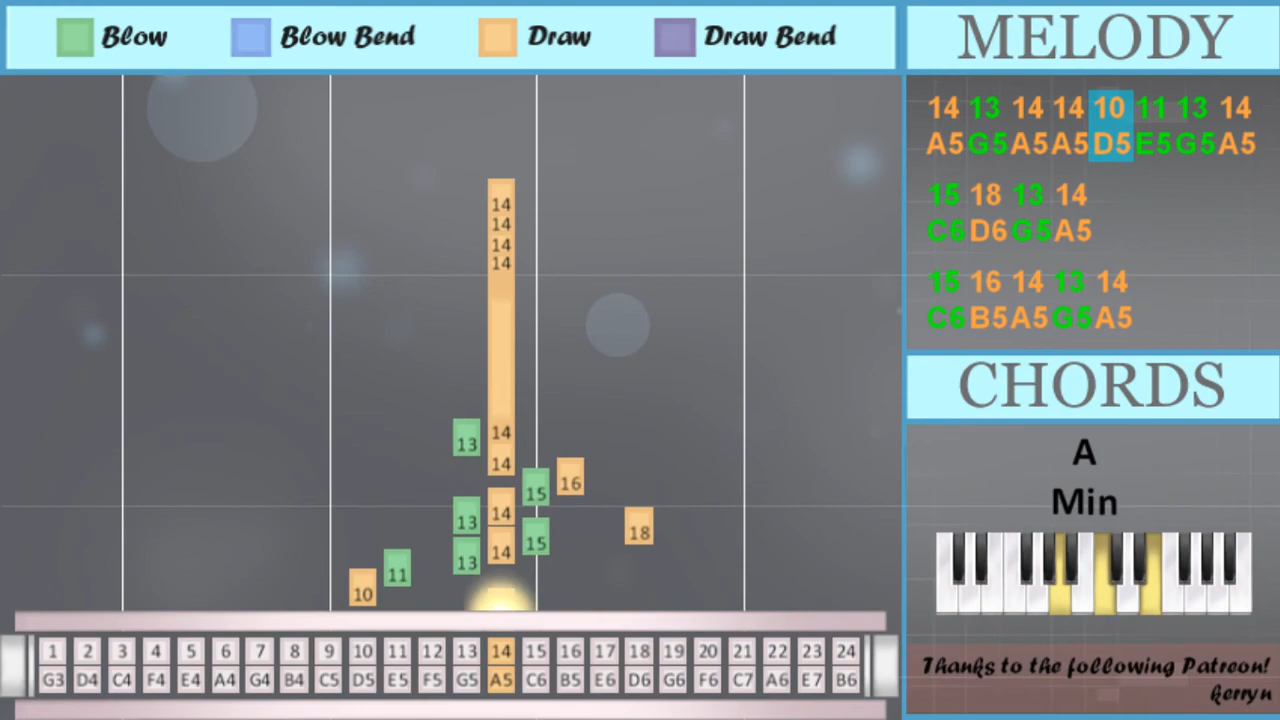 Blow Blow Bend Draw Draw Bend
MELODY
14 13 14 14 10 11 13 14
A5 G5 A5 A5 D5 E5 G5 A5
15 18 13 14
C6 D6 G5 A5
15 16 14 13 14
C6 B5 A5 G5 A5
CHORDS
A
Min
14
14
14
14
13 14
14
15 16
13 14
15 18
13 14
11
10
1 2 3 4 5 6 7 8 9 10 11 12 13 14 15 16 17 18 19 20 21 22 23 24
G3 D4 C4 F4 E4 A4 G4 B4 C5 D5 E5 F5 G5 A5 C6 B5 E6 D6 G6 F6 C7 A6 E7 B6
Thanks to the following Patreon!
kerryn